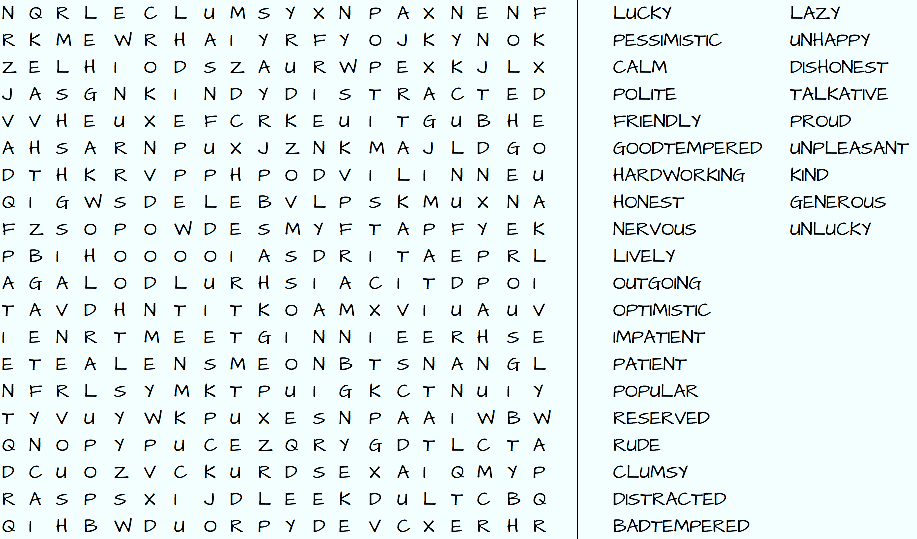 N Q R L E C L U M S Y X N P A X N E N F
R K M E W R H A I Y R F Y O J K Y N O K
Z E L H I O D S Z A U R W P E X K J L X
J A S G N K I N D Y D I S T R A C T E D
V V H E U X E F C R K E U I T G U B H E
A H S A R N P U X J Z N K M A J L D G O
D T H K R V P P H P O D V I L I N N E U
Q I G W S D E L E B V L P S K M U X N A
F Z S O P O W D E S M Y F T A P F Y E K
P B I H O O O O I A S D R I T A E P R L
A G A L O D L U R H S I A C I T D P O I
T A V D H N T I T K O A M X V I U A U V
I E N R T M E E T G I N N I E E R H S E
E T E A L E N S M E O N B T S N A N G L
N F R L S Y M K T P U I G K C T N U I Y
T Y V U Y W K P U X E S N P A A I W B W
Q N O P Y P U C E Z Q R Y G D T L C T A
D C U O Z V C K U R D S E X A I Q M Y P
R A S P S X I J D L E E K D U L T C B Q
Q I H B W D U O R P Y D E V C X E R H R
LUCKY
PESSIMISTIC
CALM
POLITE
FRIENDLY
GOODTEMPERED
HARDWORKING
HONEST
NERVOUS
LIVELY
OUTGOING
OPTIMISTIC
IMPATIENT
PATIENT
POPULAR
RESERVED
RUDE
CLUMSY
DISTRACTED
BADTEMPERED
LAZY
UNHAPPY
DISHONEST
TALKATIVE
PROUD
UNPLEASANT
KIND
GENEROUS
UNLUCKY